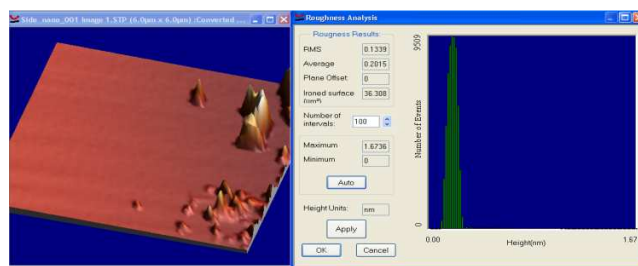 Side_nano_001 Image 1.STP (6.0µm x 6.0µm) :Converted ...
Roughness Analysis
Rougness Results:
RMS 0.1339
Average 0.2015
Plane Offset: 0
Ironed surface 36.308
Number of intervals: 100
Maximum 1.6736
Minimum 0
Auto
Height Units: nm
Apply
OK Cancel
9509
Number of Events
0
0.00 Height(nm) 1.67